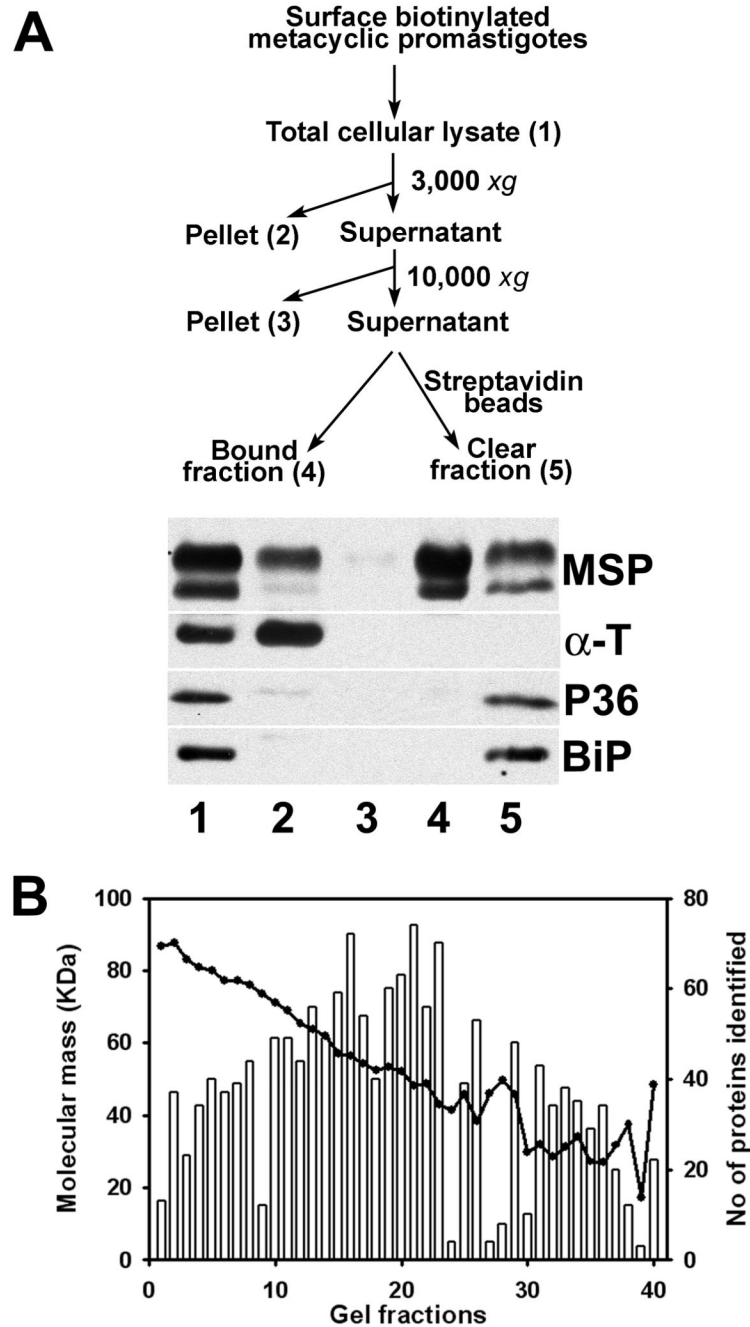 A
Surface biotinylated
metacyclic promastigotes
Total cellular lysate (1)
3,000 xg
Pellet (2)
Supernatant
10,000 xg
Pellet (3)
Supernatant
Streptavidin
beads
Bound
fraction (4)
Clear
fraction (5)
MSP
α-T
P36
BiP
1 2 3 4 5
B
Molecular mass (KDa)
100
80
60
40
20
0
80
60
40
20
0
No of proteins identified
0 10 20 30 40
Gel fractions